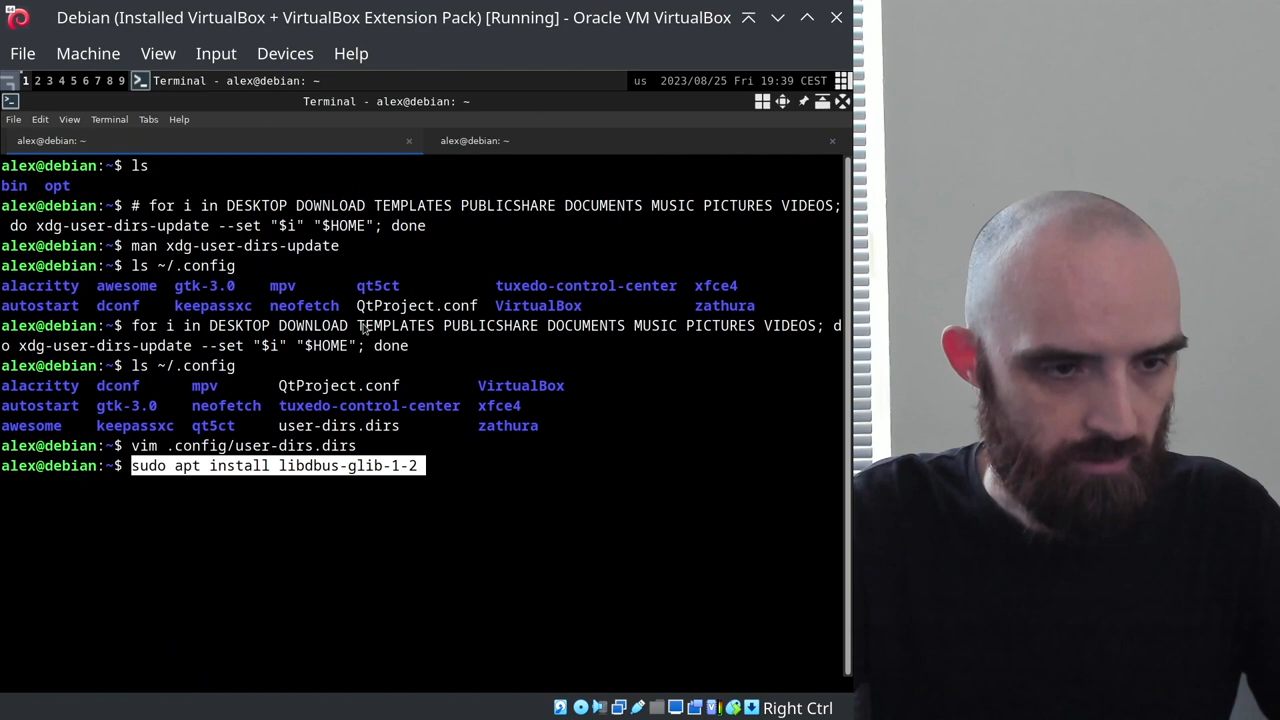 Debian (Installed VirtualBox + VirtualBox Extension Pack) [Running] - Oracle VM VirtualBox
File Machine View Input Devices Help
1 2 3 4 5 6 7 8 9 Terminal - alex@debian: ~ us 2023/08/25 Fri 19:39 CEST
Terminal - alex@debian: ~
File Edit View Terminal Tabs Help
alex@debian: ~ alex@debian: ~
alex@debian:~$ ls
bin opt
alex@debian:~$ # for i in DESKTOP DOWNLOAD TEMPLATES PUBLICSHARE DOCUMENTS MUSIC PICTURES VIDEOS;
do xdg-user-dirs-update --set "$i" "$HOME"; done
alex@debian:~$ man xdg-user-dirs-update
alex@debian:~$ ls ~/.config
alacritty awesome gtk-3.0 mpv qt5ct tuxedo-control-center xfce4
autostart dconf keepassxc neofetch QtProject.conf VirtualBox zathura
alex@debian:~$ for i in DESKTOP DOWNLOAD TEMPLATES PUBLICSHARE DOCUMENTS MUSIC PICTURES VIDEOS; d
o xdg-user-dirs-update --set "$i" "$HOME"; done
alex@debian:~$ ls ~/.config
alacritty dconf mpv QtProject.conf VirtualBox
autostart gtk-3.0 neofetch tuxedo-control-center xfce4
awesome keepassxc qt5ct user-dirs.dirs zathura
alex@debian:~$ vim .config/user-dirs.dirs
alex@debian:~$ sudo apt install libdbus-glib-1-2
Right Ctrl